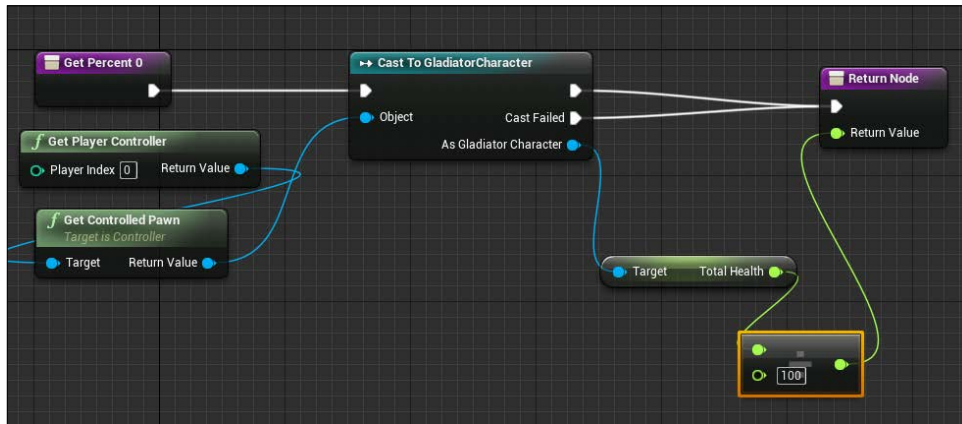 Get Percent 0
Cast To GladiatorCharacter
Return Node
Object
Cast Failed
Return Value
f Get Player Controller
As Gladiator Character
Player Index 0
Return Value
f Get Controlled Pawn
Target is Controller
Target
Return Value
Target
Total Health
100